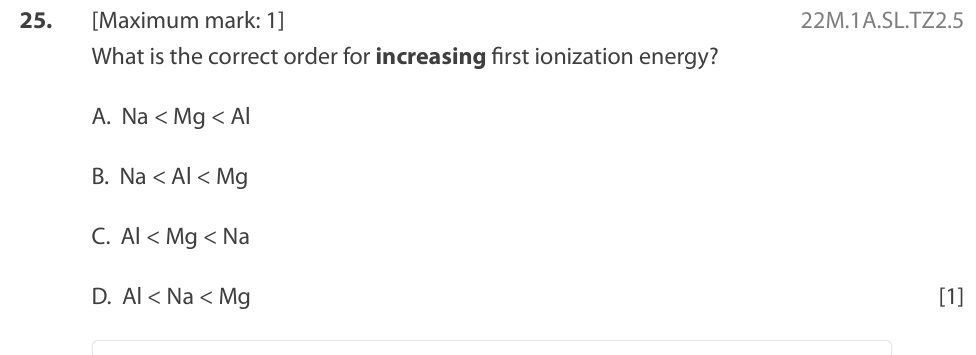 25. [Maximum mark: 1] 22M.1A.SL.TZ2.5
What is the correct order for increasing first ionization energy?
A. Na < Mg < Al
B. Na < Al < Mg
C. Al < Mg < Na
D. Al < Na < Mg [1]